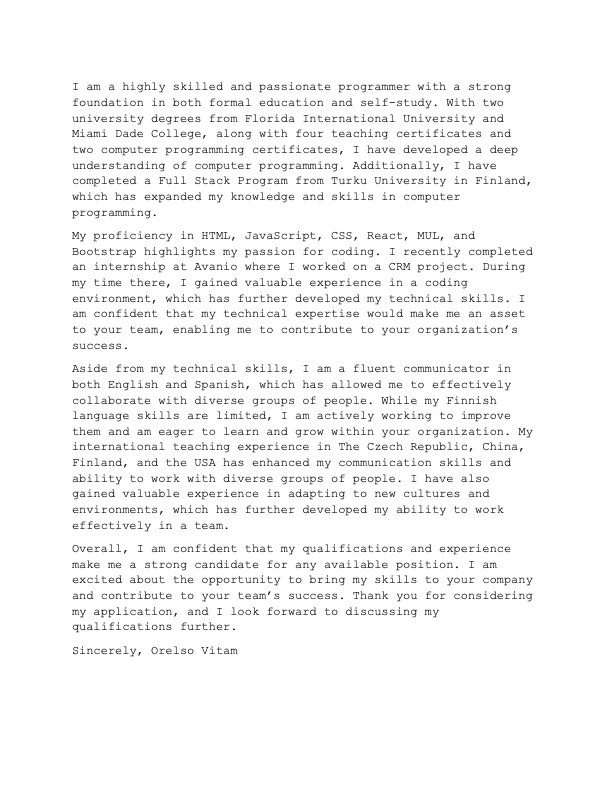 I am a highly skilled and passionate programmer with a strong
foundation in both formal education and self-study. With two
university degrees from Florida International University and
Miami Dade College, along with four teaching certificates and
two computer programming certificates, I have developed a deep
understanding of computer programming. Additionally, I have
completed a Full Stack Program from Turku University in Finland,
which has expanded my knowledge and skills in computer
programming.
My proficiency in HTML, JavaScript, CSS, React, MUL, and
Bootstrap highlights my passion for coding. I recently completed
an internship at Avanio where I worked on a CRM project. During
my time there, I gained valuable experience in a coding
environment, which has further developed my technical skills. I
am confident that my technical expertise would make me an asset
to your team, enabling me to contribute to your organization’s
success.
Aside from my technical skills, I am a fluent communicator in
both English and Spanish, which has allowed me to effectively
collaborate with diverse groups of people. While my Finnish
language skills are limited, I am actively working to improve
them and am eager to learn and grow within your organization. My
international teaching experience in The Czech Republic, China,
Finland, and the USA has enhanced my communication skills and
ability to work with diverse groups of people. I have also
gained valuable experience in adapting to new cultures and
environments, which has further developed my ability to work
effectively in a team.
Overall, I am confident that my qualifications and experience
make me a strong candidate for any available position. I am
excited about the opportunity to bring my skills to your company
and contribute to your team’s success. Thank you for considering
my application, and I look forward to discussing my
qualifications further.
Sincerely, Orelso Vitam